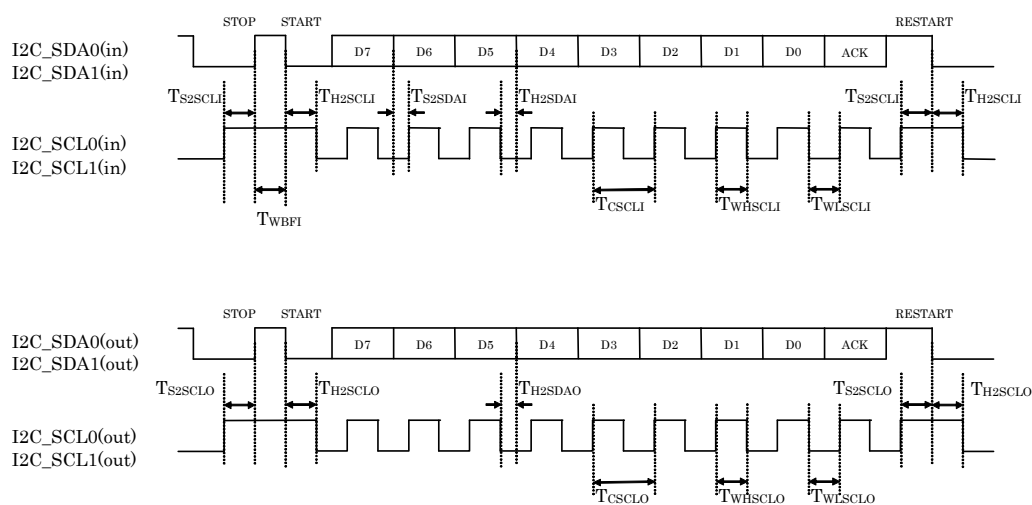 STOP START RESTART
I2C_SDA0(in)
I2C_SDA1(in)
D7 D6 D5 D4 D3 D2 D1 D0 ACK
TS2SCLI TH2SCLI TS2SDAI TH2SDAI TS2SCLI TH2SCLI
I2C_SCL0(in)
I2C_SCL1(in)
TCSCLI TWHSCLI TWLSCLI
TWBFI
STOP START RESTART
I2C_SDA0(out)
I2C_SDA1(out)
D7 D6 D5 D4 D3 D2 D1 D0 ACK
TS2SCLO TH2SCLO TH2SDAO TS2SCLO TH2SCLO
I2C_SCL0(out)
I2C_SCL1(out)
TCSCLO TWHSCLO TWLSCLO